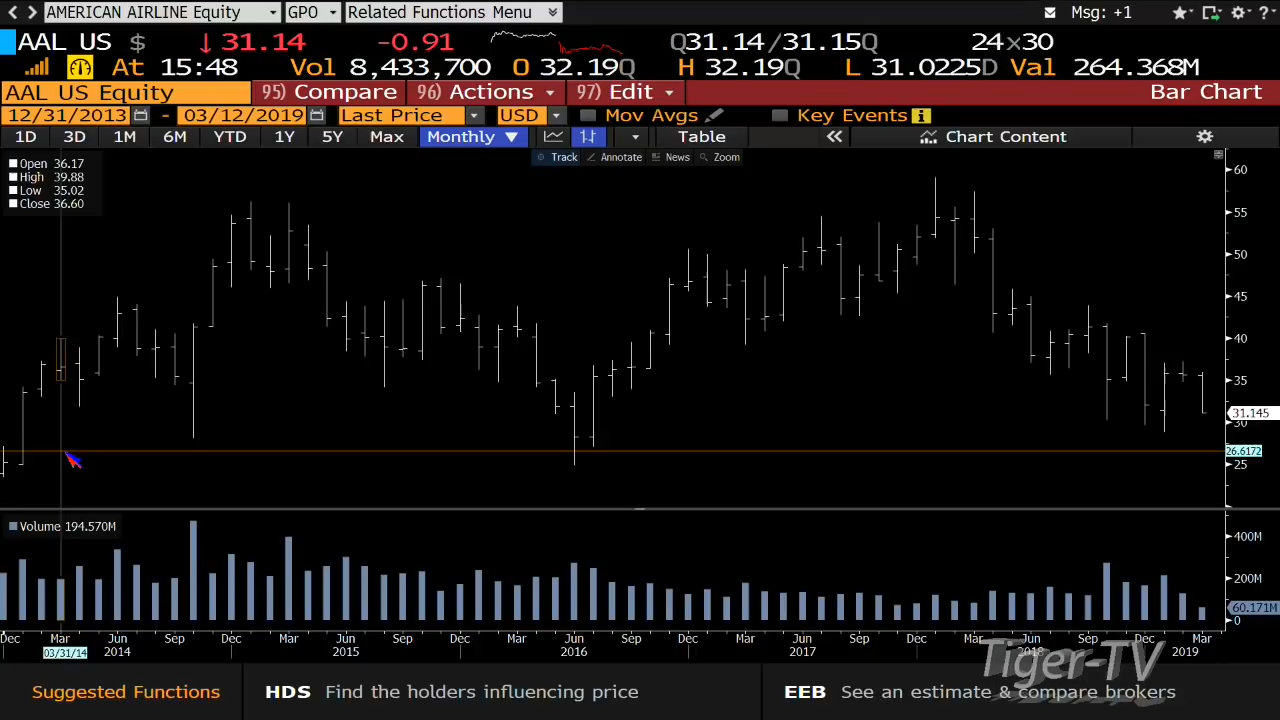 AMERICAN AIRLINE Equity GPO Related Functions Menu Msg: +1 ?
AAL US $ ↓31.14 -0.91 Q31.14/31.15Q 24×30
At 15:48 Vol 8,433,700 O 32.19Q H 32.19Q L 31.0225D Val 264.368M
AAL US Equity 95) Compare 96) Actions 97) Edit Bar Chart
12/31/2013 - 03/12/2019 Last Price USD Mov Avgs Key Events i
1D 3D 1M 6M YTD 1Y 5Y Max Monthly ▼ Table « Chart Content
Track Annotate News Zoom
Open 36.17
High 39.88
Low 35.02
Close 36.60
60
55
50
45
40
35
31.145
30
26.6172
25
Volume 194.570M
400M
200M
60.171M
0
Dec Mar Jun Sep Dec Mar Jun Sep Dec Mar Jun Sep Dec Mar Jun Sep Dec Mar Jun Sep Dec Mar
03/31/14 2014 2015 2016 2017 2018 2019
Tiger-TV
Suggested Functions HDS Find the holders influencing price EEB See an estimate & compare brokers